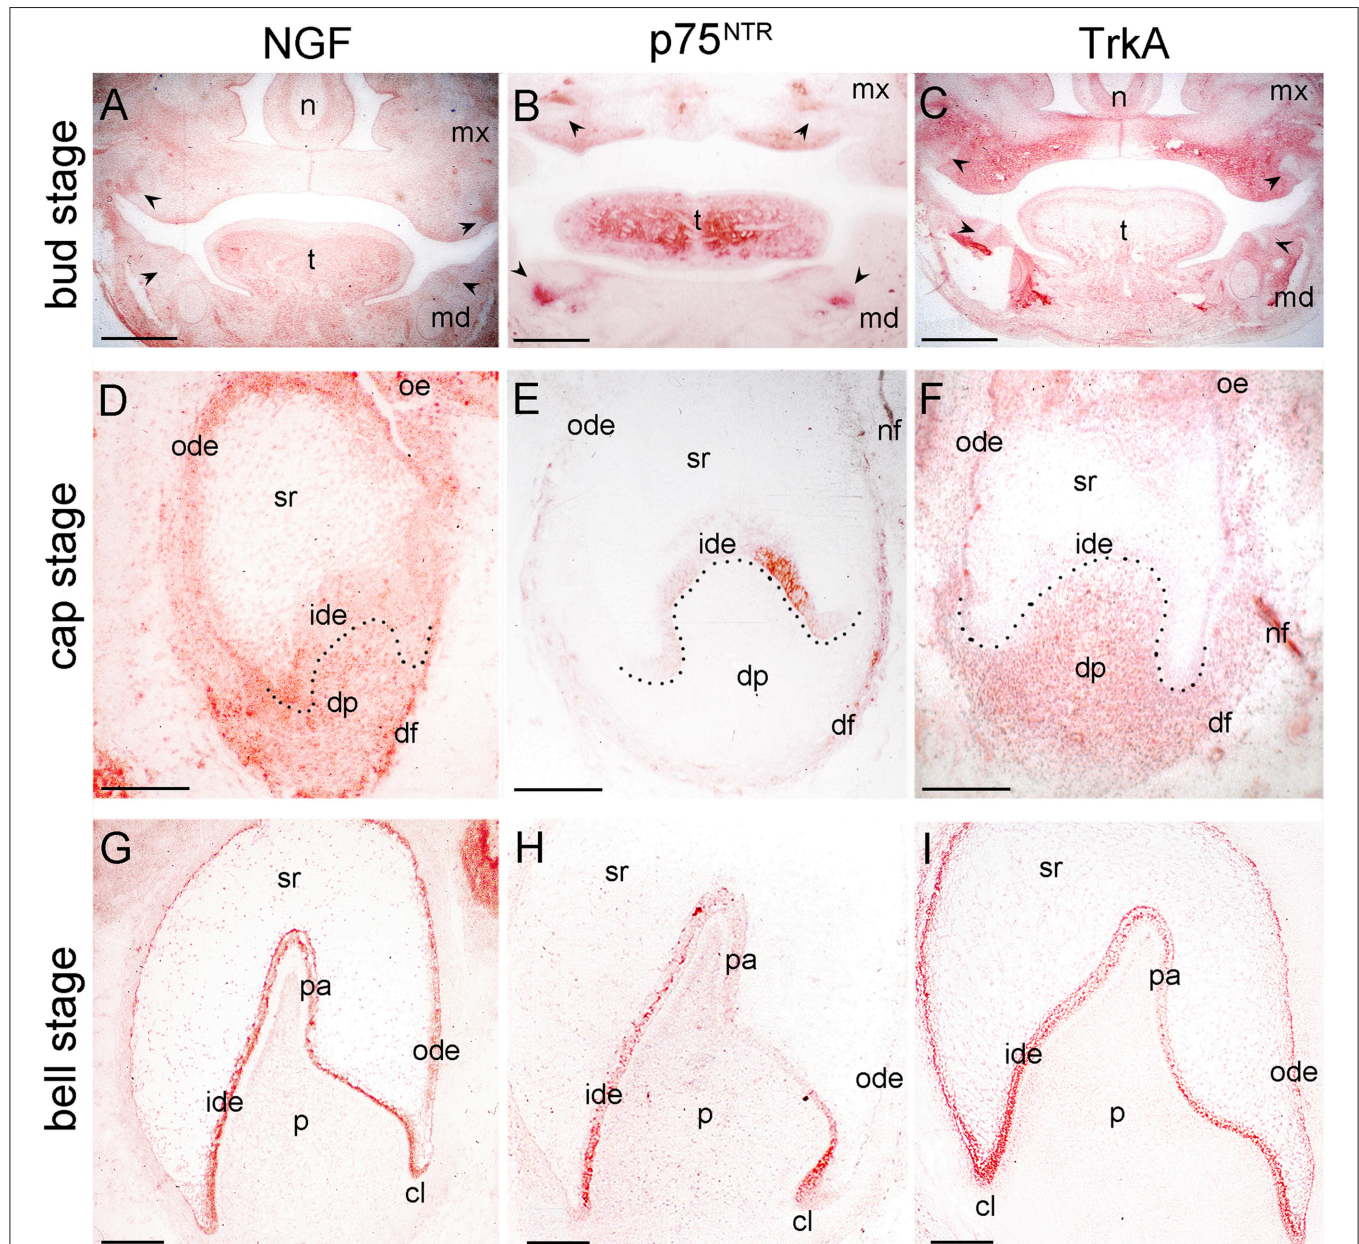 NGF p75NTR TrkA
bud stage
A n mx t md
B mx t md
C n mx t md
cap stage
D oe ode sr ide dp df
E ode nf sr ide dp df
F oe ode sr ide nf dp df
bell stage
G sr pa ode ide p cl
H sr pa ode ide p cl
I sr pa ide ode p cl